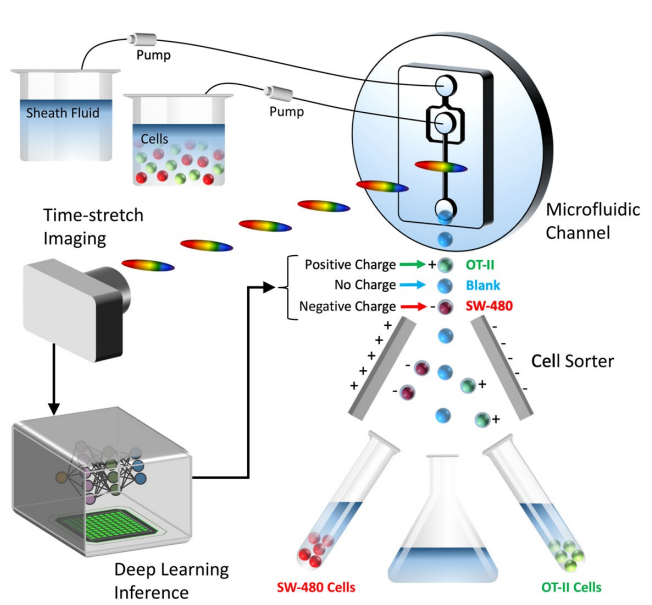 Pump
Sheath Fluid
Pump
Cells
Time-stretch
Imaging
Microfluidic
Channel
Positive Charge + OT-II
No Charge Blank
Negative Charge - SW-480
+ + + + +
- - - - -
Cell Sorter
- +
- +
Deep Learning
Inference
SW-480 Cells
OT-II Cells